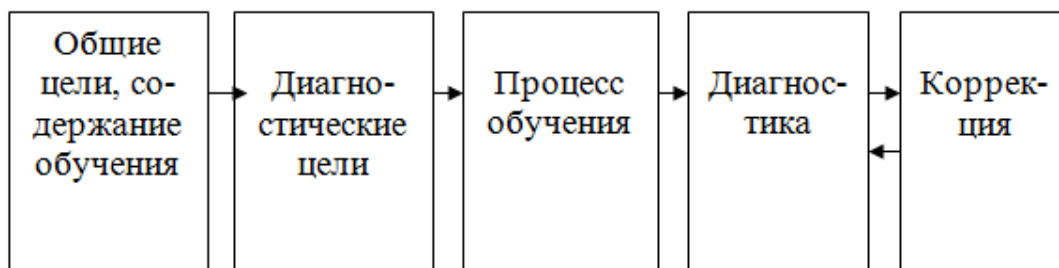 Общие
цели, со-
держание
обучения
Диагно-
стические
цели
Процесс
обучения
Диагнос-
тика
Коррек-
ция